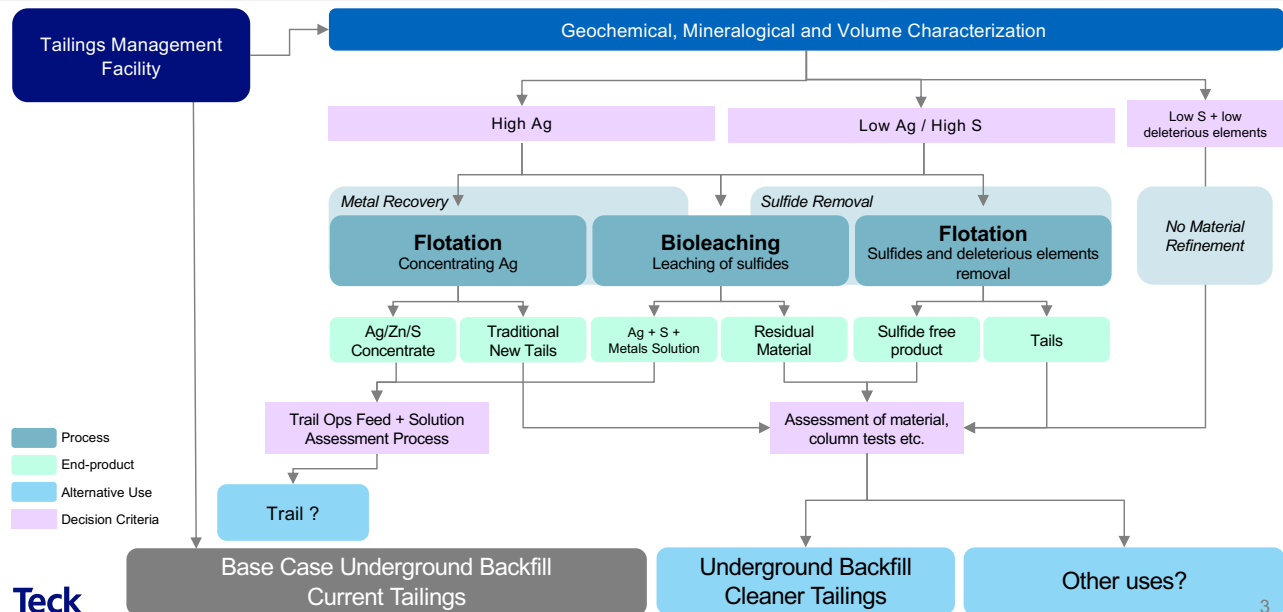 Tailings Management
Facility
Geochemical, Mineralogical and Volume Characterization
High Ag
Low Ag / High S
Low S + low
deleterious elements
Metal Recovery
Sulfide Removal
Flotation
Concentrating Ag
Bioleaching
Leaching of sulfides
Flotation
Sulfides and deleterious elements
removal
No Material
Refinement
Ag/Zn/S
Concentrate
Traditional
New Tails
Ag + S +
Metals Solution
Residual
Material
Sulfide free
product
Tails
Trail Ops Feed + Solution
Assessment Process
Assessment of material,
column tests etc.
Process
End-product
Alternative Use
Decision Criteria
Trail ?
Base Case Underground Backfill
Current Tailings
Underground Backfill
Cleaner Tailings
Other uses?
Teck
3